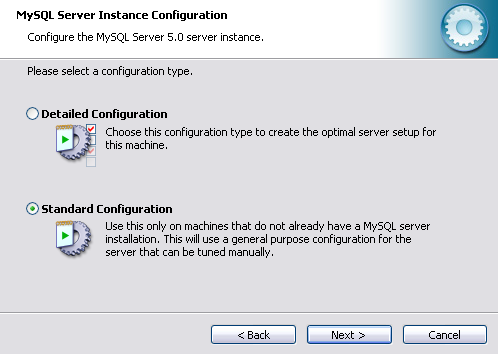 MySQL Server Instance Configuration
Configure the MySQL Server 5.0 server instance.
Please select a configuration type.
Detailed Configuration
Choose this configuration type to create the optimal server setup for
this machine.
Standard Configuration
Use this only on machines that do not already have a MySQL server
installation. This will use a general purpose configuration for the
server that can be tuned manually.
< Back
Next >
Cancel